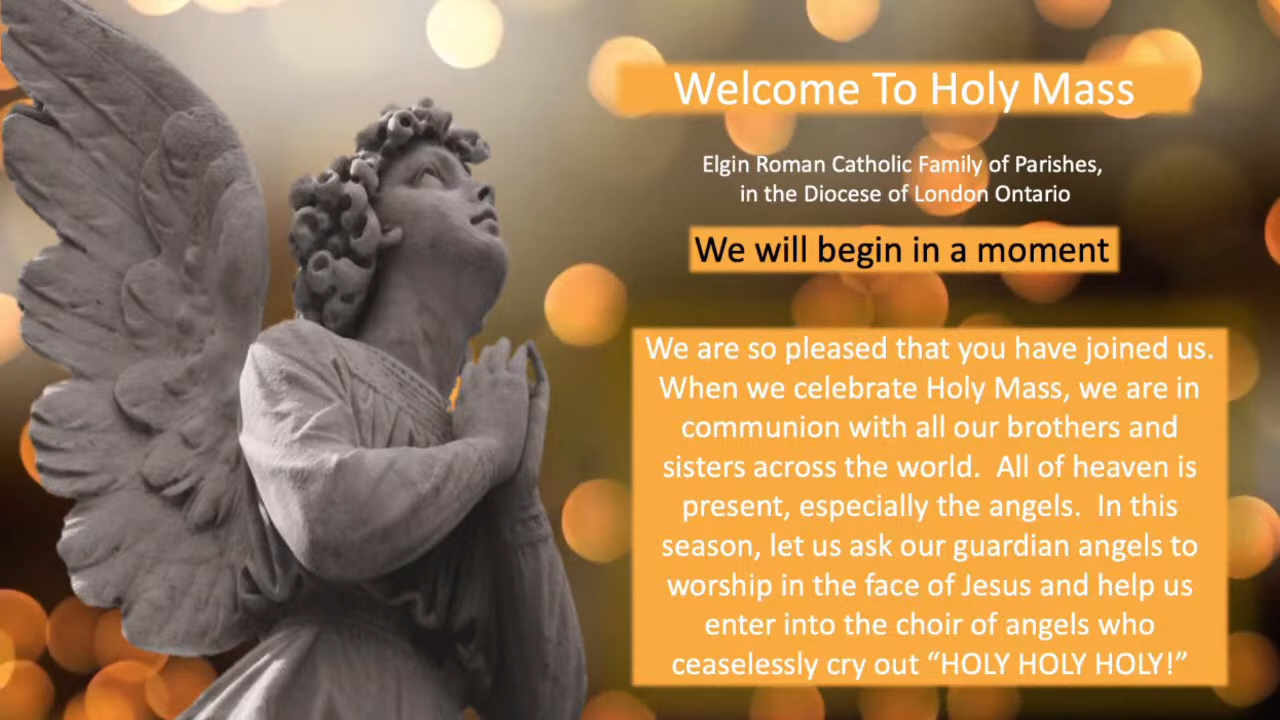 Welcome To Holy Mass
Elgin Roman Catholic Family of Parishes,
in the Diocese of London Ontario
We will begin in a moment
We are so pleased that you have joined us.
When we celebrate Holy Mass, we are in
communion with all our brothers and
sisters across the world.  All of heaven is
present, especially the angels.  In this
season, let us ask our guardian angels to
worship in the face of Jesus and help us
enter into the choir of angels who
ceaselessly cry out “HOLY HOLY HOLY!”